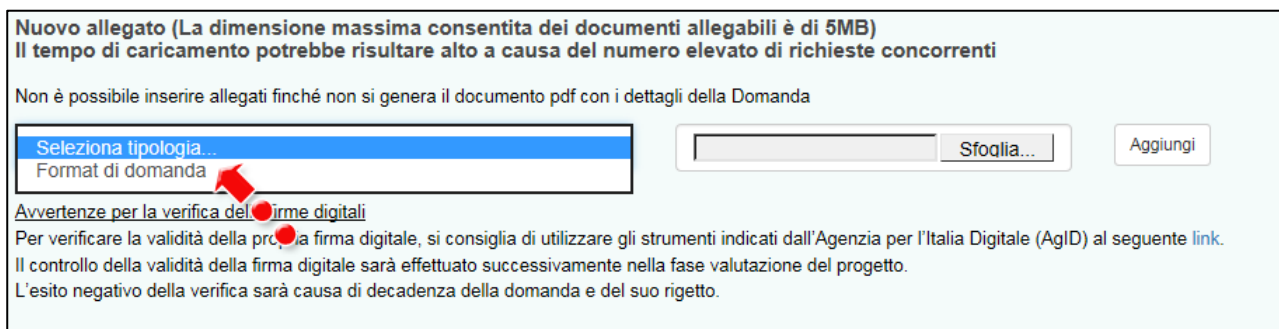 Nuovo allegato (La dimensione massima consentita dei documenti allegabili è di 5MB)
Il tempo di caricamento potrebbe risultare alto a causa del numero elevato di richieste concorrenti
Non è possibile inserire allegati finché non si genera il documento pdf con i dettagli della Domanda
Seleziona tipologia...
Format di domanda
Sfoglia...
Aggiungi
Avvertenze per la verifica delle firme digitali
Per verificare la validità della propria firma digitale, si consiglia di utilizzare gli strumenti indicati dall'Agenzia per l'Italia Digitale (AgID) al seguente link.
Il controllo della validità della firma digitale sarà effettuato successivamente nella fase valutazione del progetto.
L'esito negativo della verifica sarà causa di decadenza della domanda e del suo rigetto.